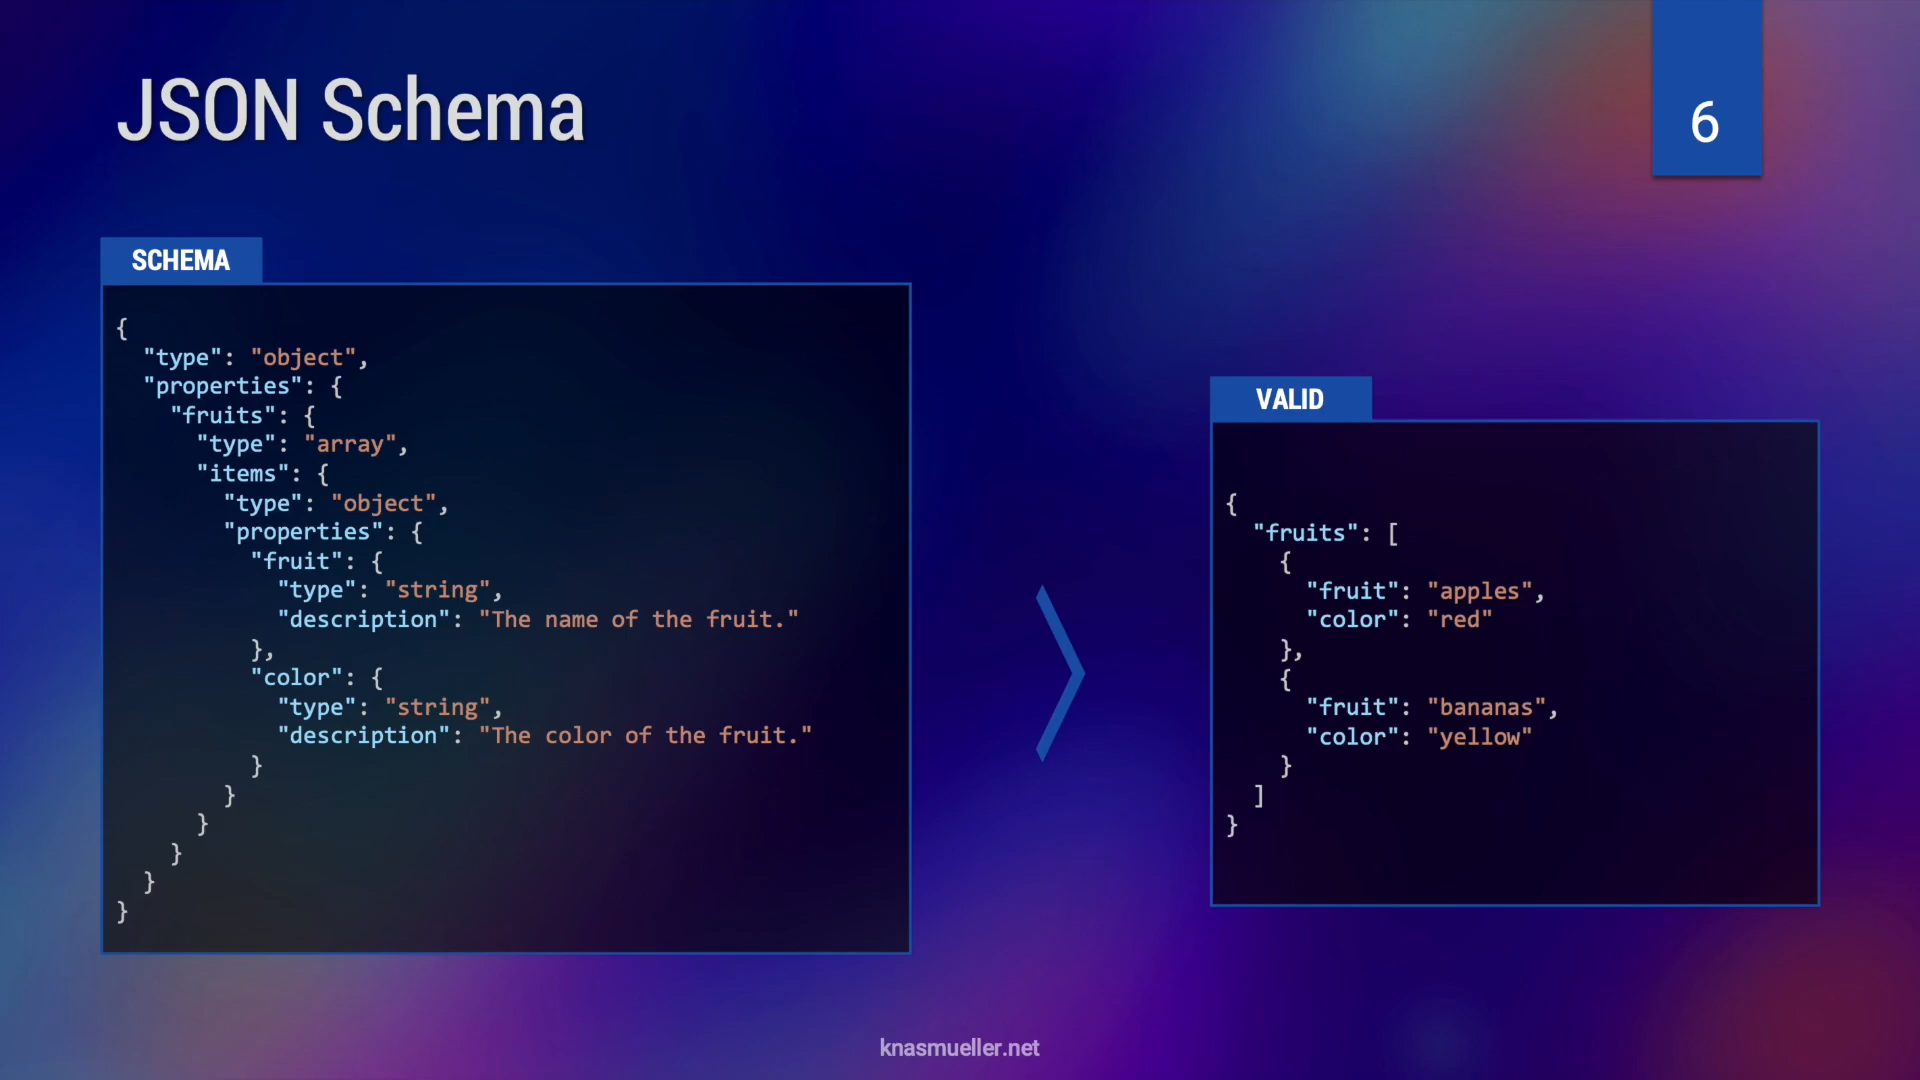 JSON Schema
6
SCHEMA
{
  "type": "object",
  "properties": {
    "fruits": {
      "type": "array",
      "items": {
        "type": "object",
        "properties": {
          "fruit": {
            "type": "string",
            "description": "The name of the fruit."
          },
          "color": {
            "type": "string",
            "description": "The color of the fruit."
          }
        }
      }
    }
  }
}
VALID
{
  "fruits": [
    {
      "fruit": "apples",
      "color": "red"
    },
    {
      "fruit": "bananas",
      "color": "yellow"
    }
  ]
}
knasmueller.net